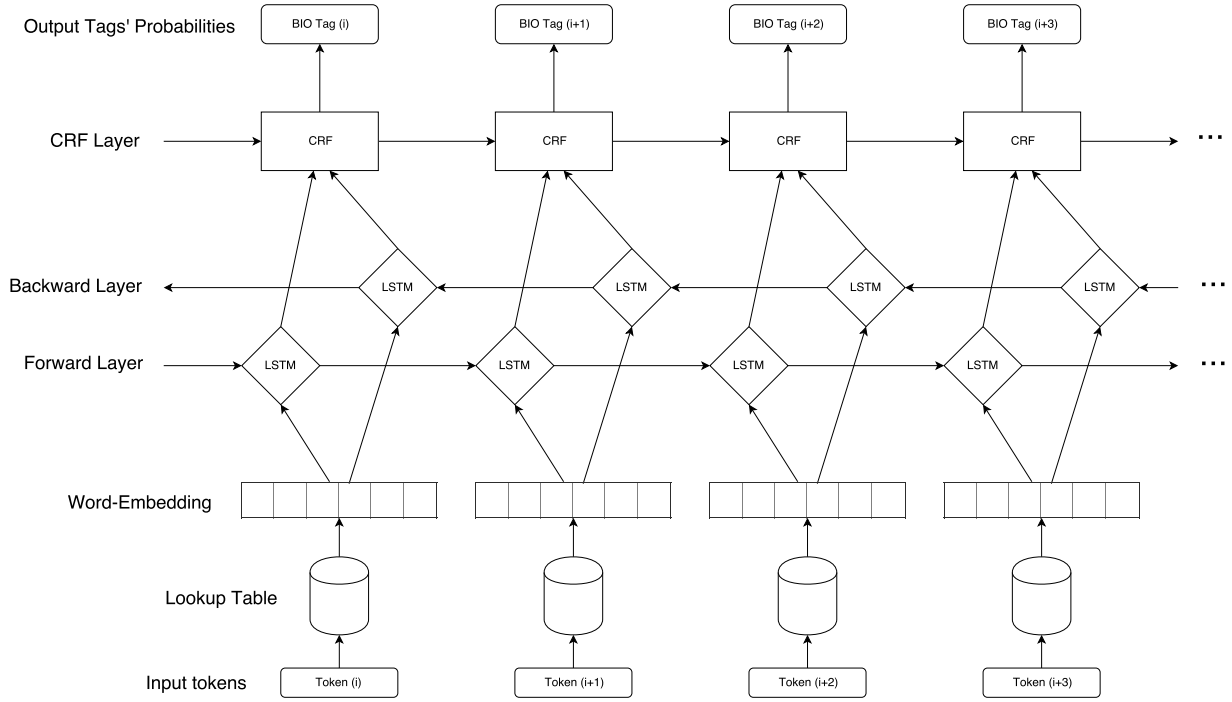 Output Tags' Probabilities BIO Tag (i) BIO Tag (i+1) BIO Tag (i+2) BIO Tag (i+3)
CRF Layer CRF CRF CRF CRF ...
Backward Layer LSTM LSTM LSTM LSTM ...
Forward Layer LSTM LSTM LSTM LSTM ...
Word-Embedding
Lookup Table
Input tokens Token (i) Token (i+1) Token (i+2) Token (i+3)